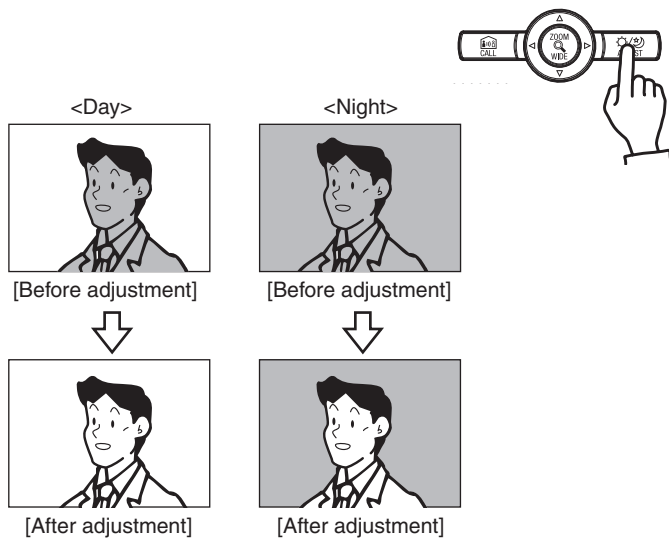 CALL
ZOOM
WIDE
<Day>
<Night>
[Before adjustment]
[Before adjustment]
[After adjustment]
[After adjustment]